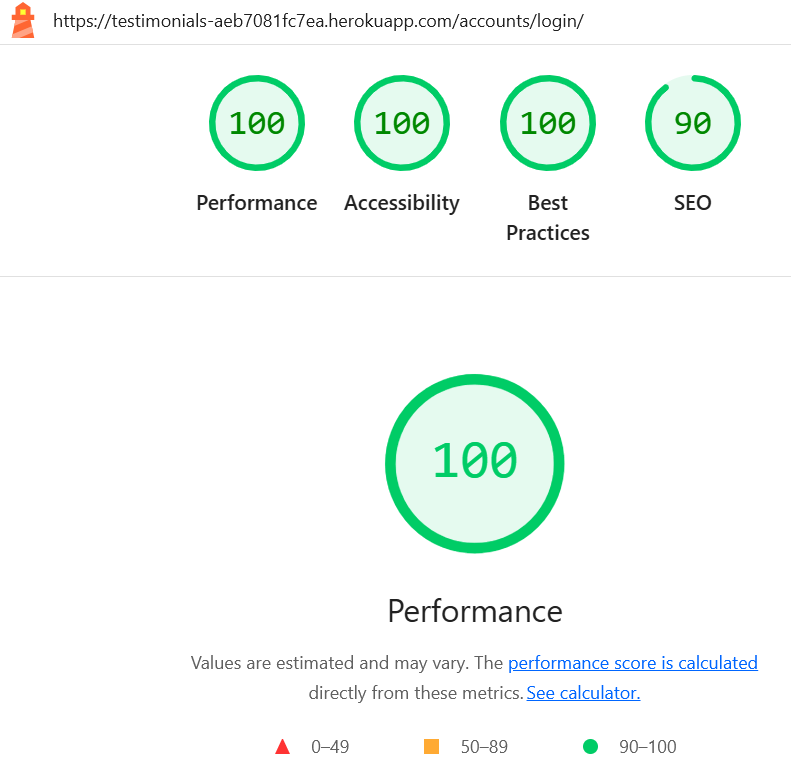 https://testimonials-aeb7081fc7ea.herokuapp.com/accounts/login/
100 100 100 90
Performance Accessibility Best Practices SEO
100
Performance
Values are estimated and may vary. The performance score is calculated
directly from these metrics. See calculator.
0–49 50–89 90–100